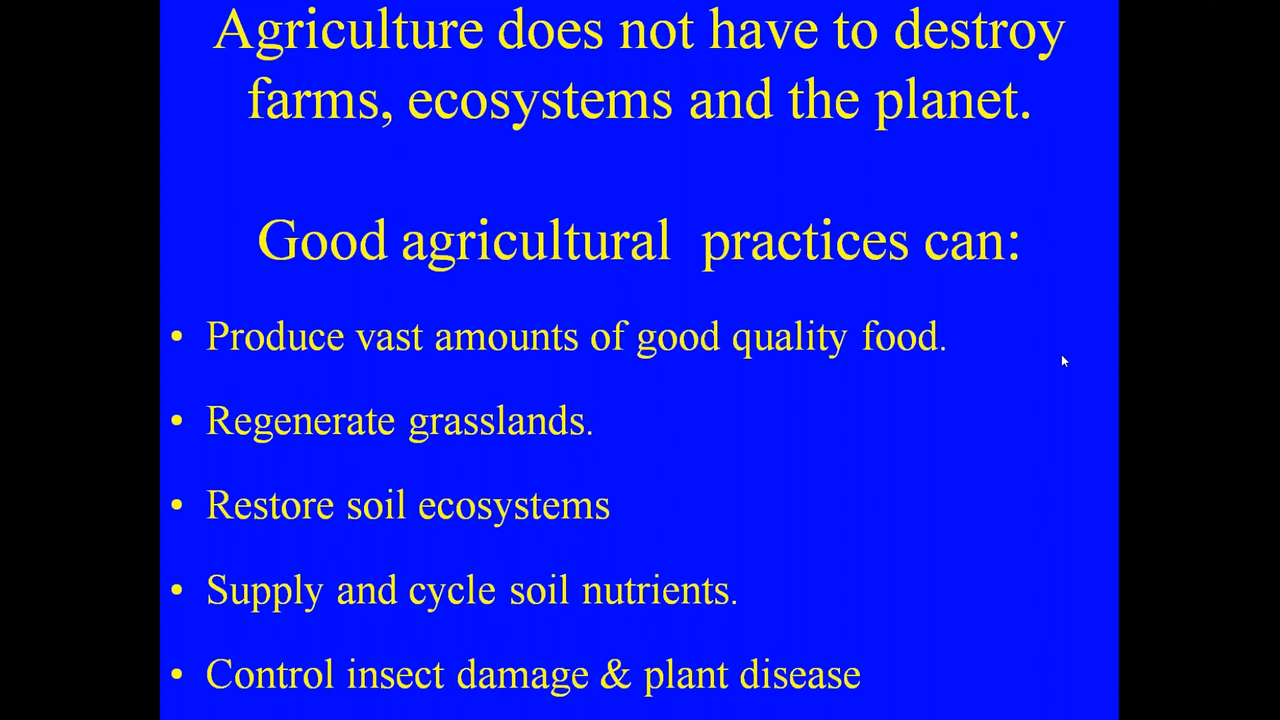 Agriculture does not have to destroy
farms, ecosystems and the planet.
Good agricultural  practices can:
• Produce vast amounts of good quality food.
• Regenerate grasslands.
• Restore soil ecosystems
• Supply and cycle soil nutrients.
• Control insect damage & plant disease